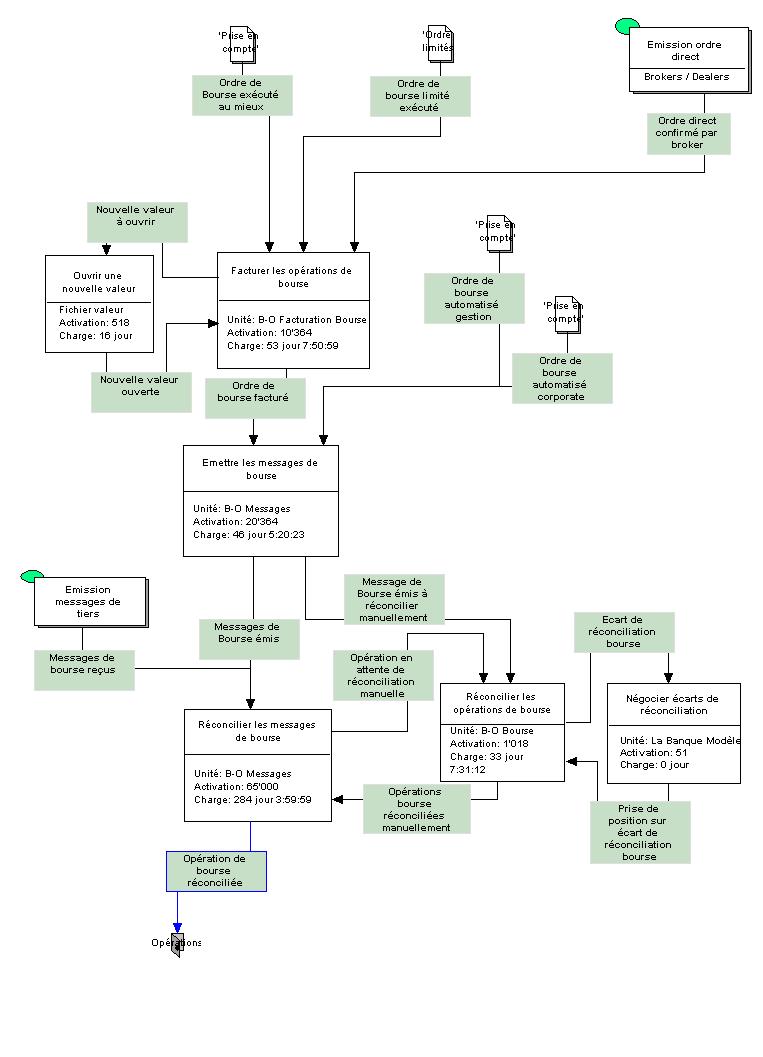 'Prise en
compte'
'Ordre
limités
Emission ordre
direct
Brokers / Dealers
Ordre de
Bourse exécuté
au mieux
Ordre de
bourse limité
exécuté
Ordre direct
confirmé par
broker
Nouvelle valeur
à ouvrir
'Prise en
compte'
Ouvrir une
nouvelle valeur
Fichier valeur
Activation: 518
Charge: 16 jour
Facturer les opérations de
bourse
Unité: B-O Facturation Bourse
Activation: 10'364
Charge: 53 jour 7:50:59
Ordre de
bourse
automatisé
gestion
'Prise en
compte'
Nouvelle valeur
ouverte
Ordre de
bourse facturé
Ordre de
bourse
automatisé
corporate
Emettre les messages de
bourse
Unité: B-O Messages
Activation: 20'364
Charge: 46 jour 5:20:23
Emission
messages de
tiers
Message de
Bourse émis à
réconcilier
manuellement
Messages de
bourse reçus
Messages de
Bourse émis
Opération en
attente de
réconciliation
manuelle
Ecart de
réconciliation
bourse
Réconcilier les messages
de bourse
Unité: B-O Messages
Activation: 65'000
Charge: 284 jour 3:59:59
Réconcilier les
opérations de bourse
Unité: B-O Bourse
Activation: 1'018
Charge: 33 jour
7:31:12
Négocier écarts de
réconciliation
Unité: La Banque Modèle
Activation: 51
Charge: 0 jour
Opérations
bourse
réconciliées
manuellement
Prise de
position sur
écart de
réconciliation
bourse
Opération de
bourse
réconciliée
Opérations